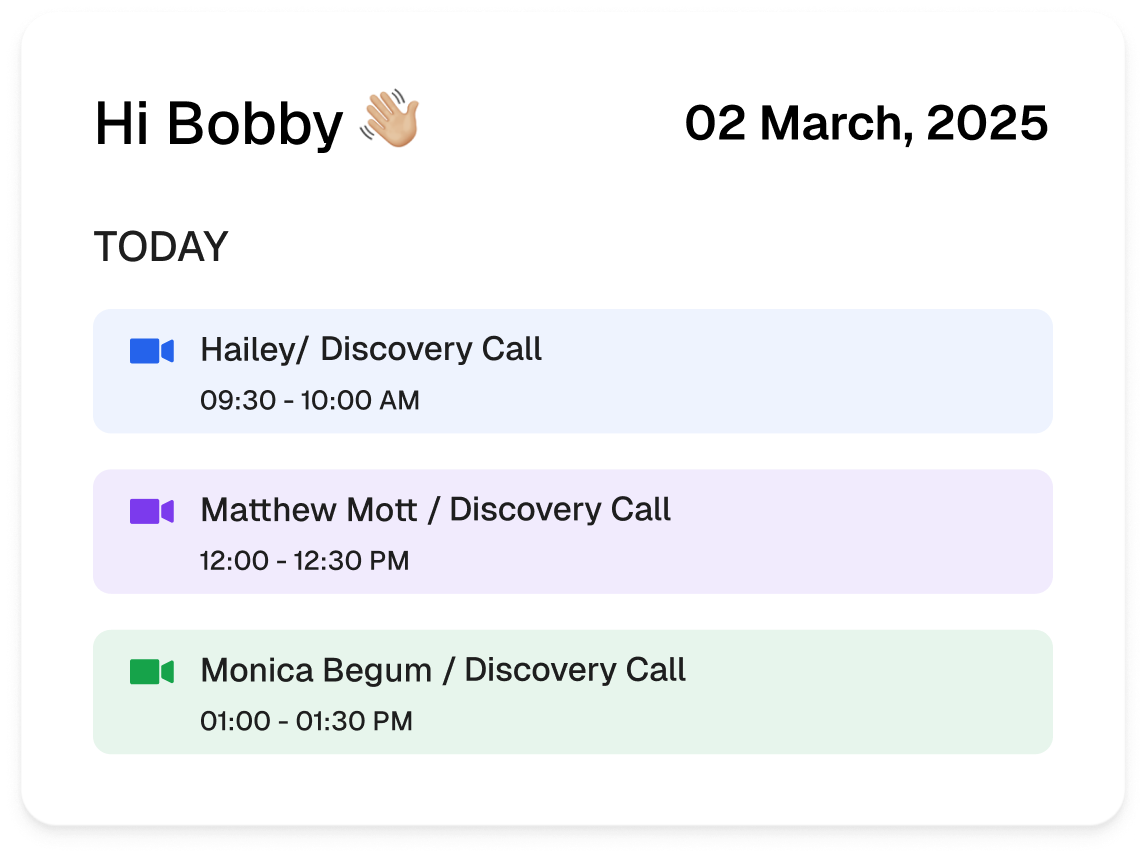 Hi Bobby 👋🏼
02 March, 2025
TODAY
Hailey/ Discovery Call
09:30 - 10:00 AM
Matthew Mott / Discovery Call
12:00 - 12:30 PM
Monica Begum / Discovery Call
01:00 - 01:30 PM